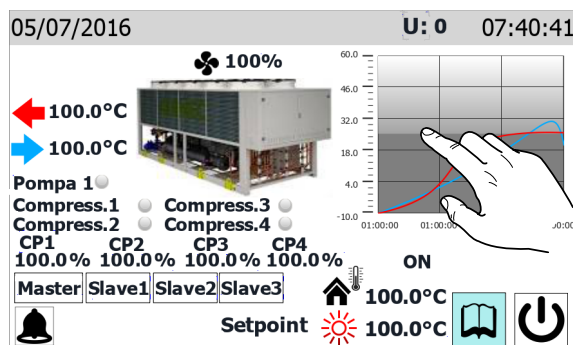 05/07/2016 U: 0 07:40:41
100%
100.0°C
100.0°C
Pompa 1
Compress.1 Compress.3
Compress.2 Compress.4
CP1 CP2 CP3 CP4
100.0% 100.0% 100.0% 100.0%
Master Slave1 Slave2 Slave3
60.0
46.0
32.0
18.0
4.0
-10.0
01:00:00 01:00:00
ON
100.0°C
Setpoint 100.0°C